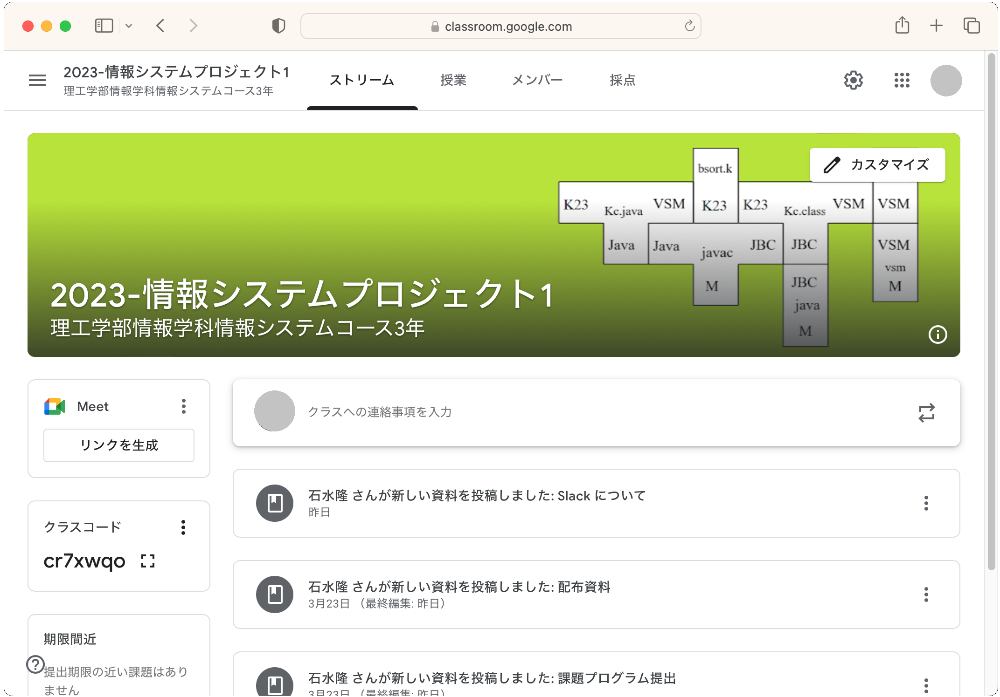 classroom.google.com
2023-情報システムプロジェクト1
理工学部情報学科情報システムコース3年
ストリーム
授業
メンバー
採点
カスタマイズ
bsort.k
K23 Kc.java VSM K23 K23 Kc.class VSM VSM
Java Java javac JBC JBC VSM
vsm
M JBC M
java
M
2023-情報システムプロジェクト1
理工学部情報学科情報システムコース3年
Meet
リンクを生成
クラスコード
cr7xwqo
期限間近
提出期限の近い課題はあり
ません
クラスへの連絡事項を入力
石水隆 さんが新しい資料を投稿しました: Slack について
昨日
石水隆 さんが新しい資料を投稿しました: 配布資料
3月23日 （最終編集: 昨日）
石水隆 さんが新しい資料を投稿しました: 課題プログラム提出
3月23日 （最終編集: 昨日）